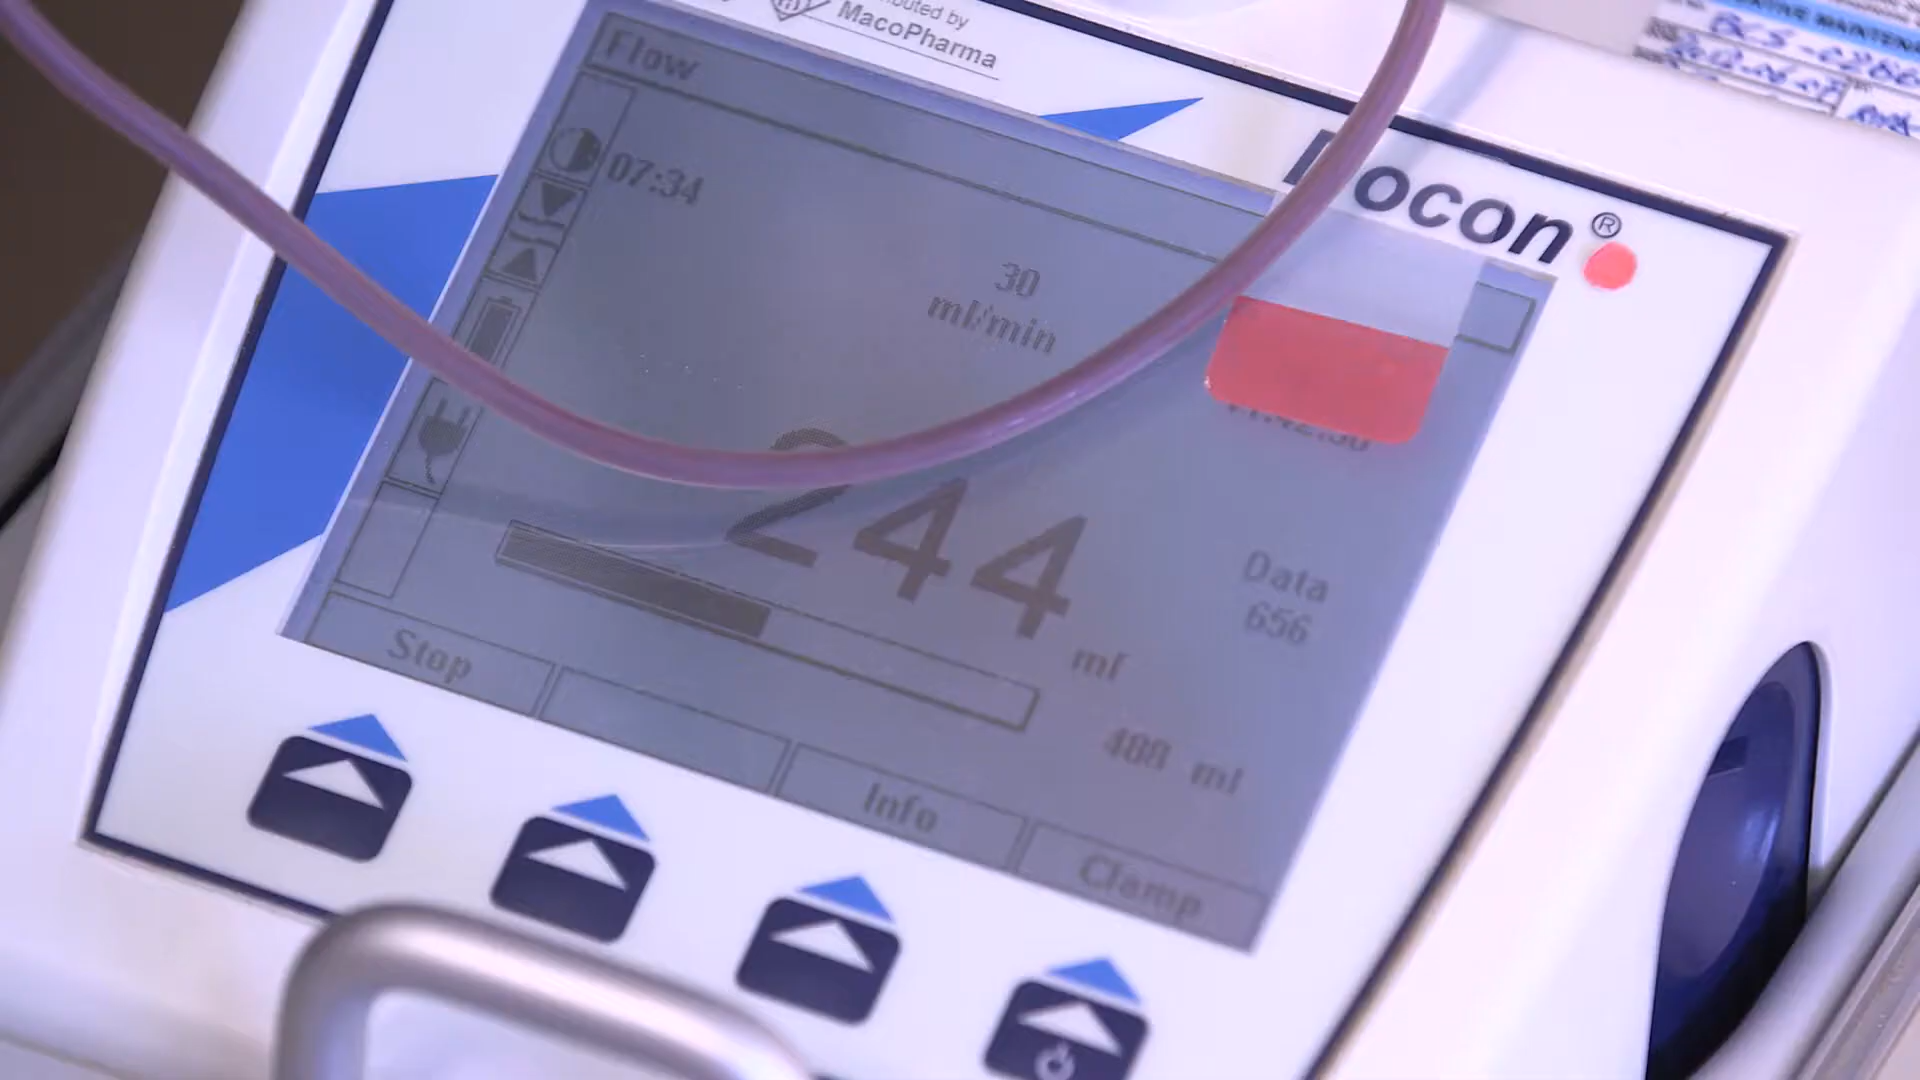 MacoPharma
Flow
ocon®
07:34
30
ml/min
244
ml
Data
656
488 ml
Stop
Info
Clamp